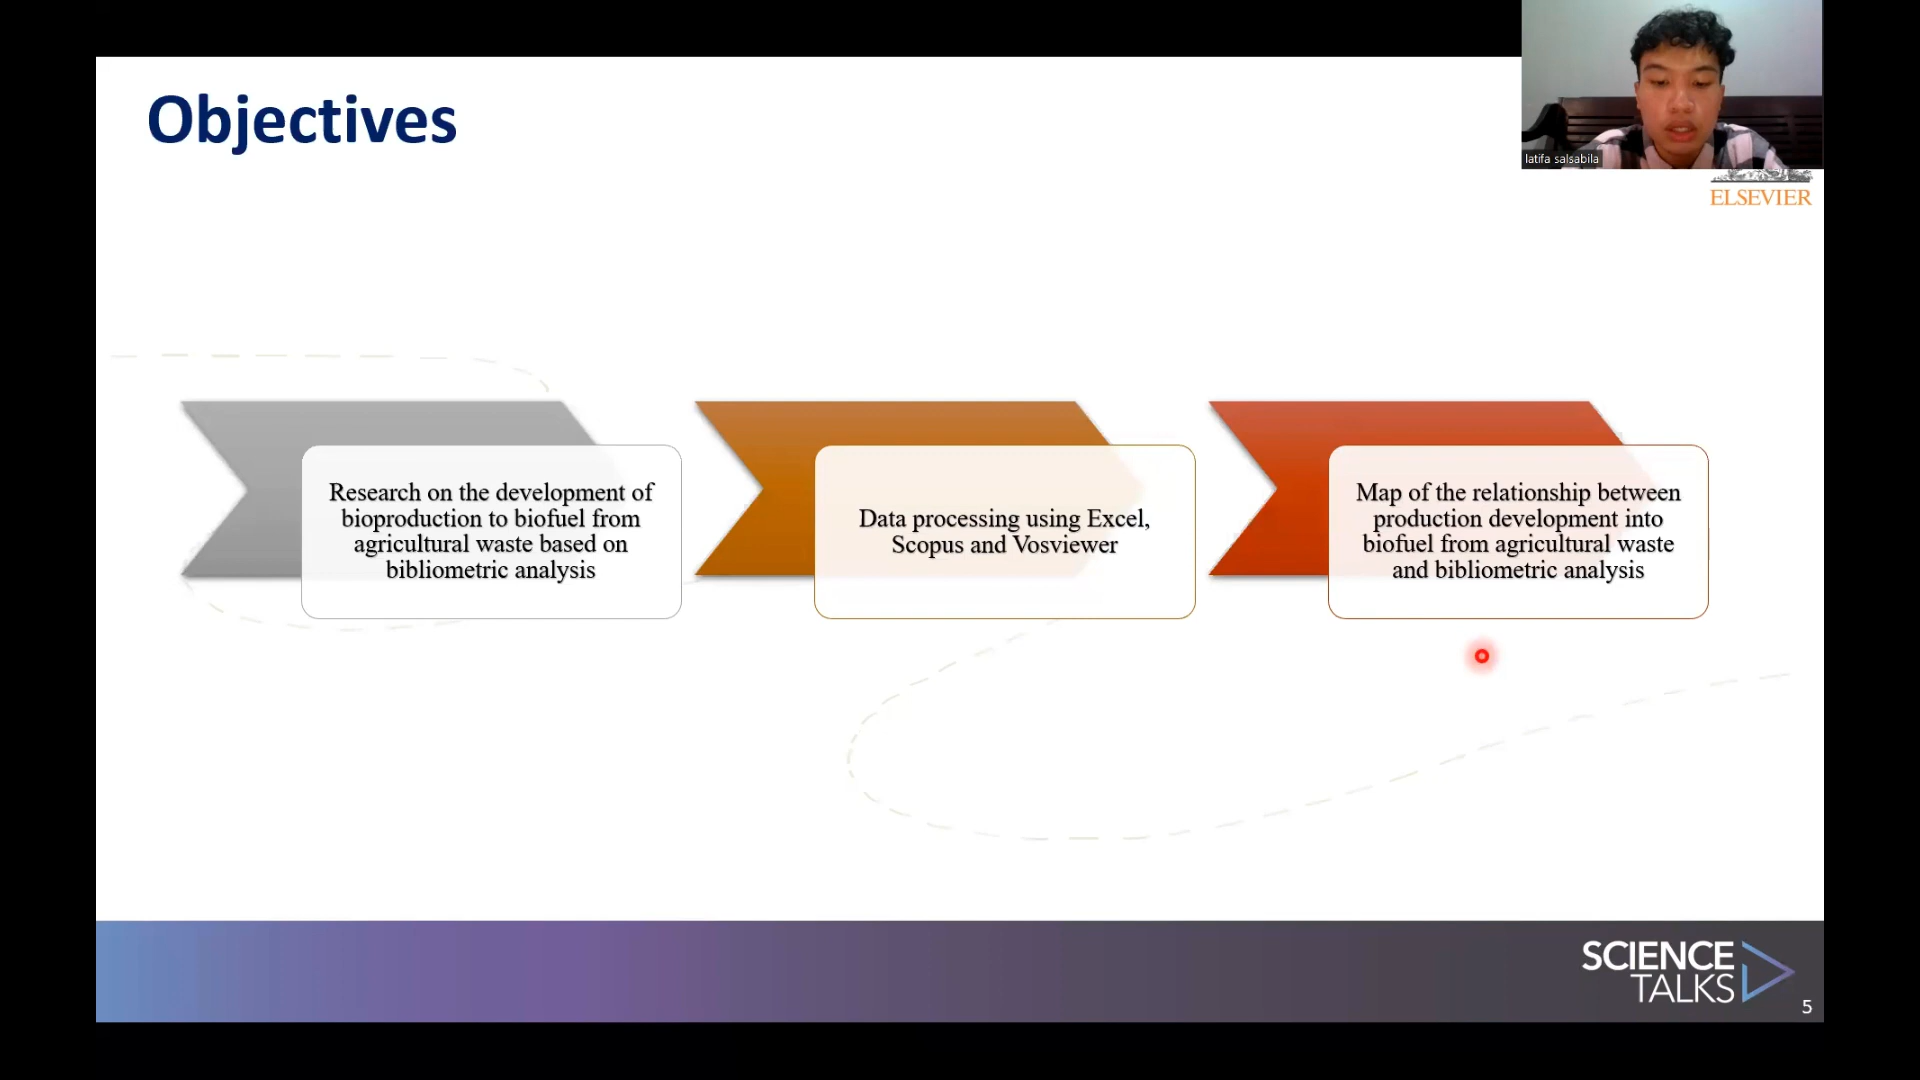 Objectives
latifa salsabila
ELSEVIER
Research on the development of
bioproduction to biofuel from
agricultural waste based on
bibliometric analysis
Data processing using Excel,
Scopus and Vosviewer
Map of the relationship between
production development into
biofuel from agricultural waste
and bibliometric analysis
SCIENCE
TALKS
5